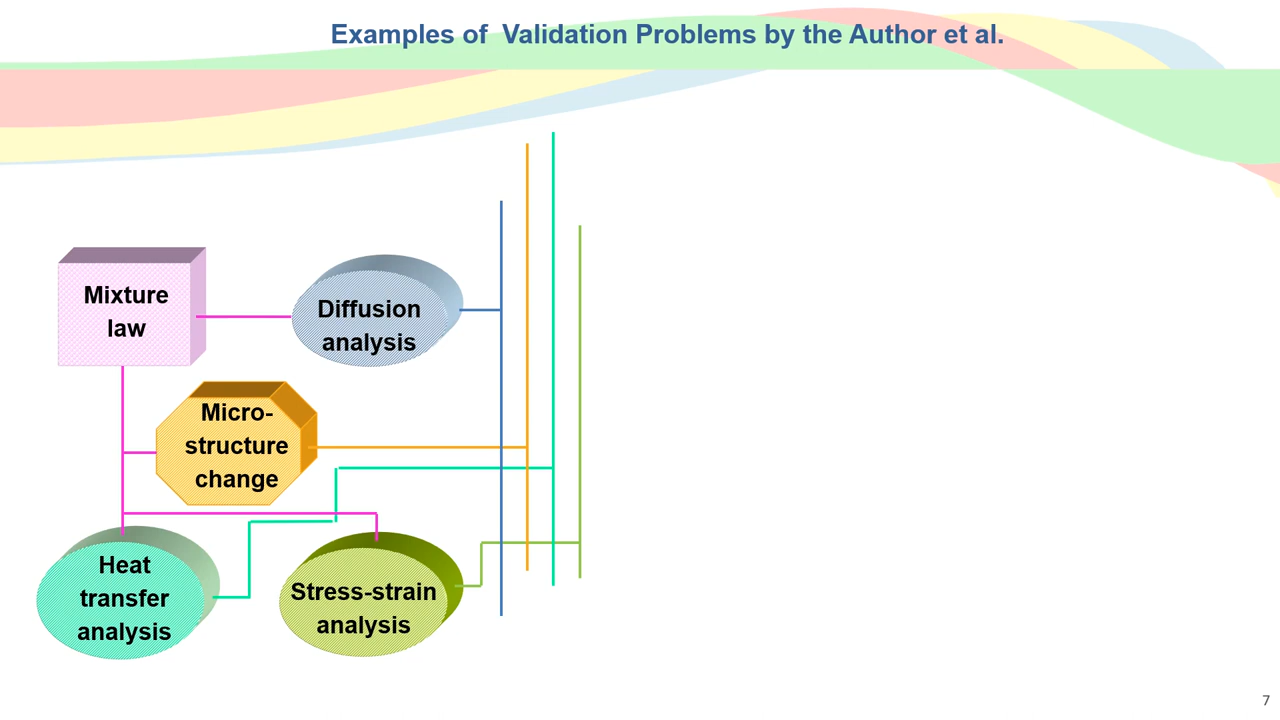 Examples of  Validation Problems by the Author et al.
Mixture
law
Diffusion
analysis
Micro-
structure
change
Heat
transfer
analysis
Stress-strain
analysis
7